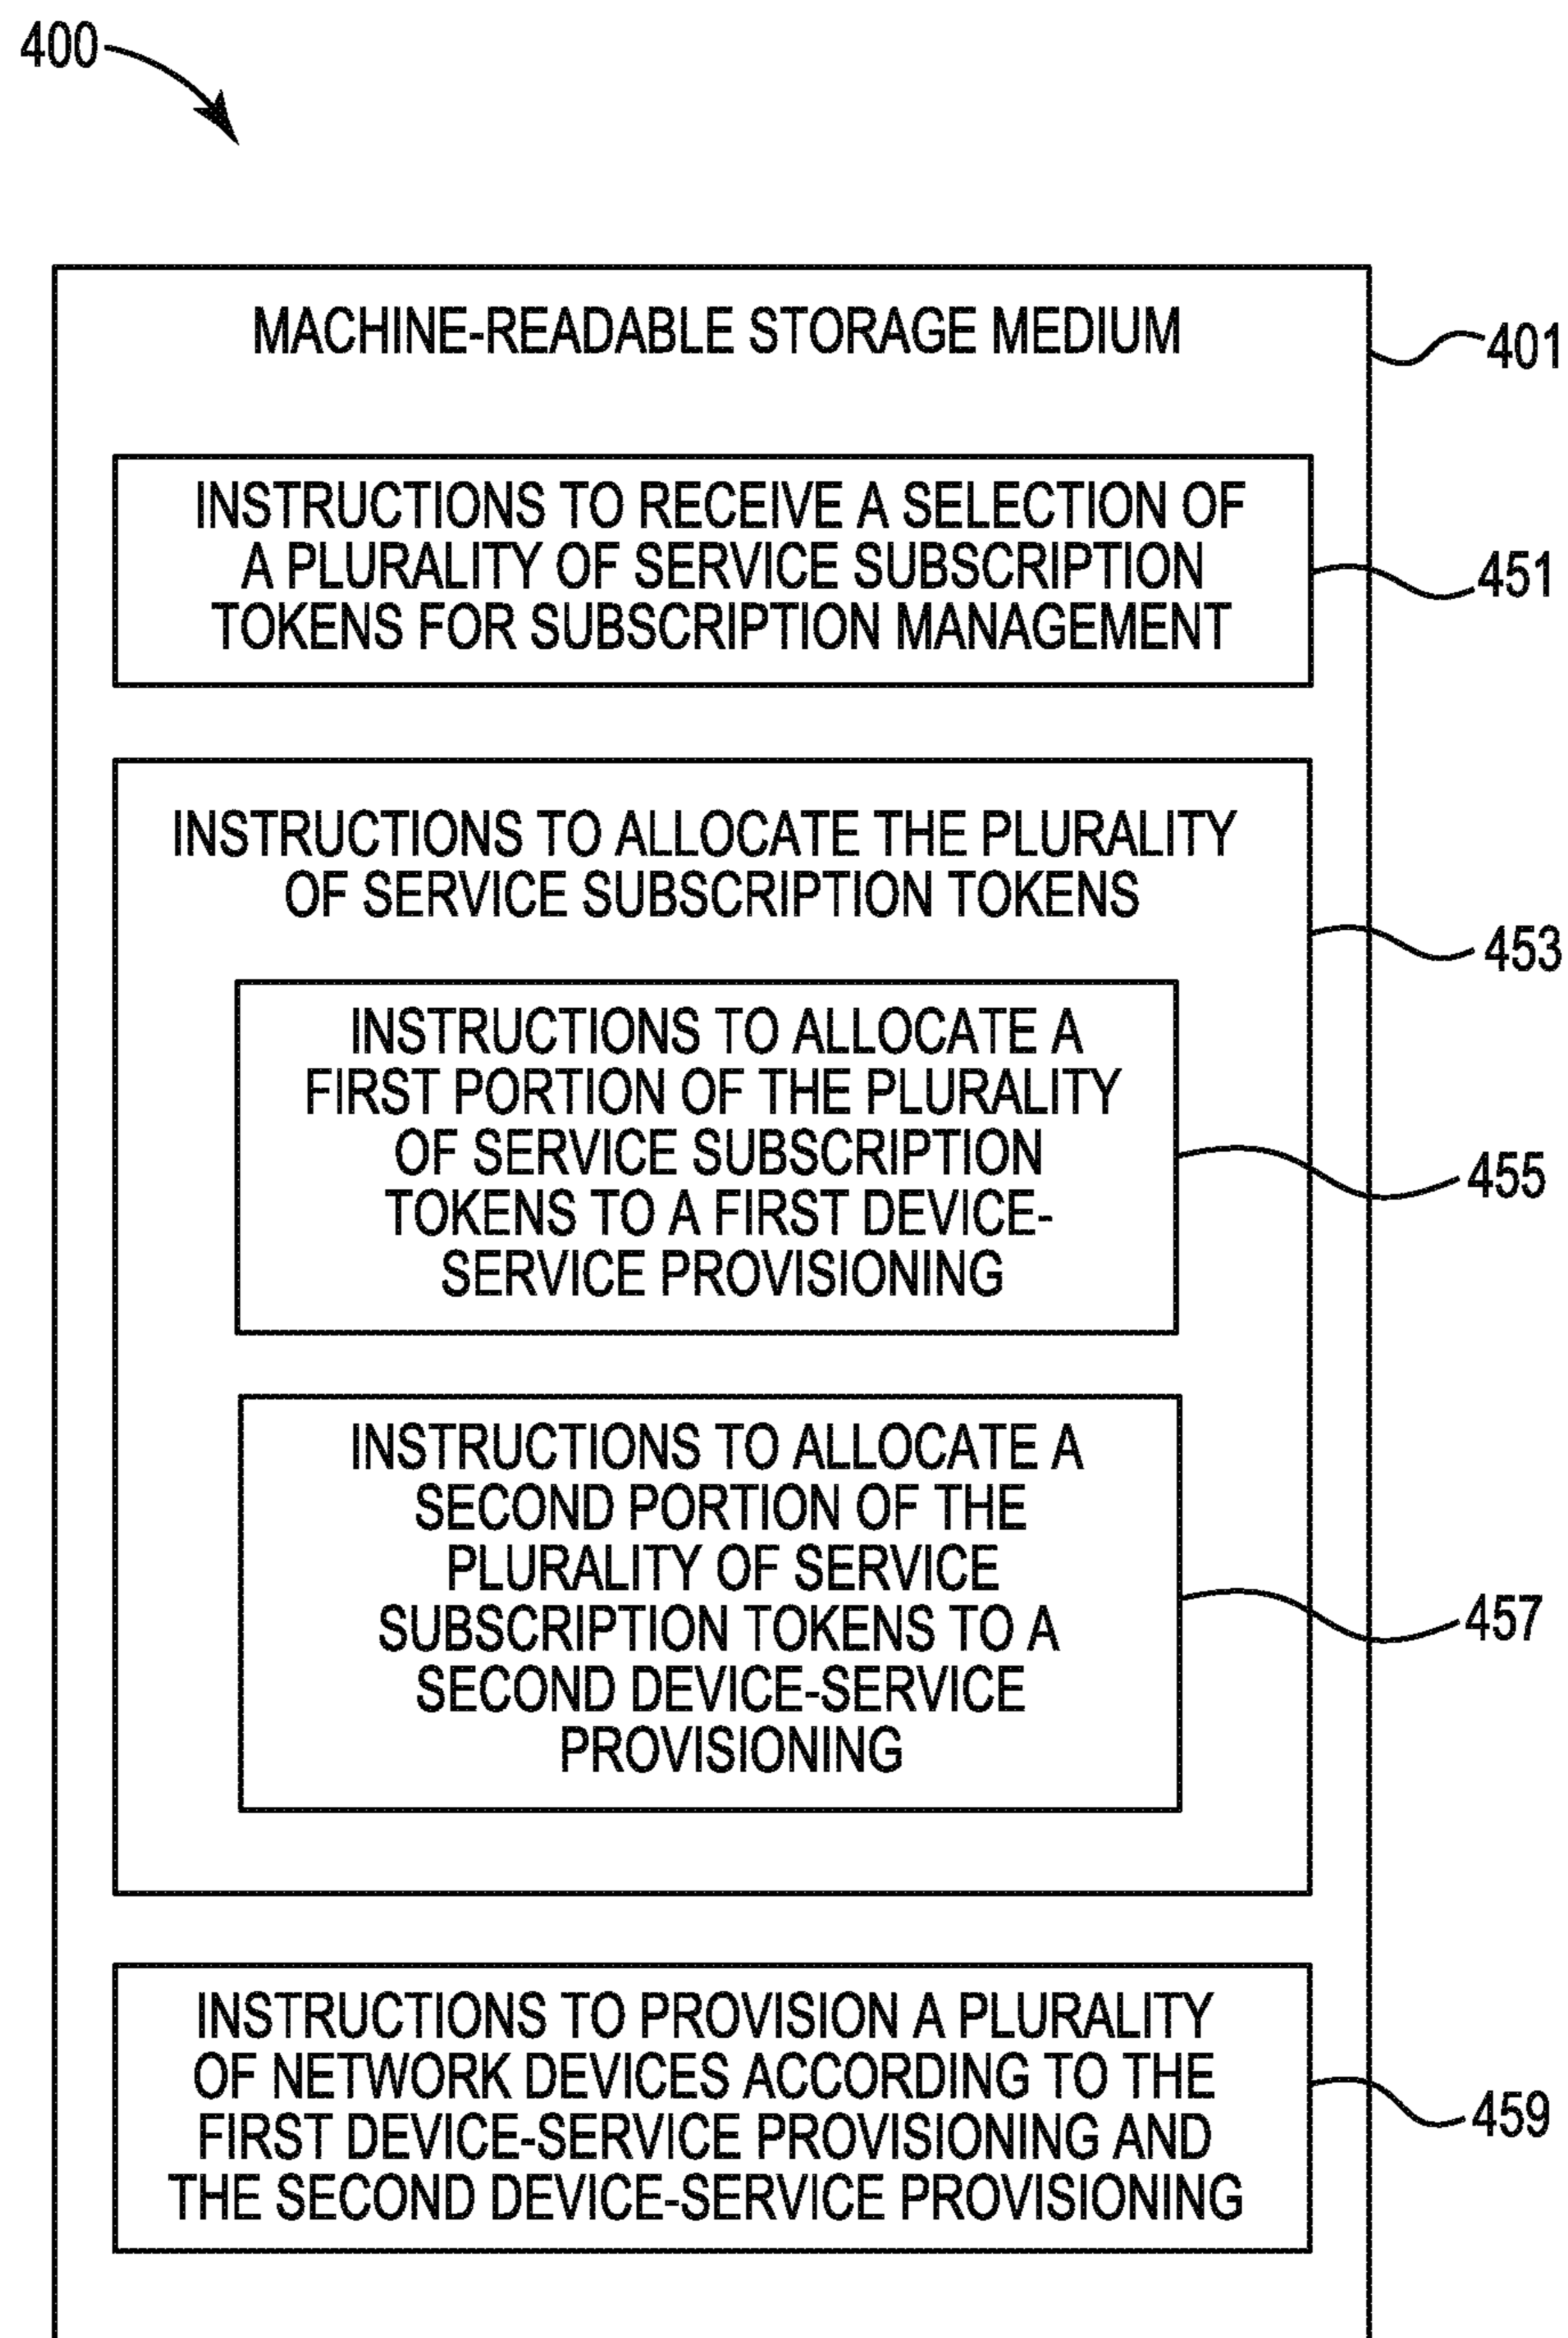 400
MACHINE-READABLE STORAGE MEDIUM
401
INSTRUCTIONS TO RECEIVE A SELECTION OF
A PLURALITY OF SERVICE SUBSCRIPTION
TOKENS FOR SUBSCRIPTION MANAGEMENT
451
INSTRUCTIONS TO ALLOCATE THE PLURALITY
OF SERVICE SUBSCRIPTION TOKENS
453
INSTRUCTIONS TO ALLOCATE A
FIRST PORTION OF THE PLURALITY
OF SERVICE SUBSCRIPTION
TOKENS TO A FIRST DEVICE-
SERVICE PROVISIONING
455
INSTRUCTIONS TO ALLOCATE A
SECOND PORTION OF THE
PLURALITY OF SERVICE
SUBSCRIPTION TOKENS TO A
SECOND DEVICE-SERVICE
PROVISIONING
457
INSTRUCTIONS TO PROVISION A PLURALITY
OF NETWORK DEVICES ACCORDING TO THE
FIRST DEVICE-SERVICE PROVISIONING AND
THE SECOND DEVICE-SERVICE PROVISIONING
459